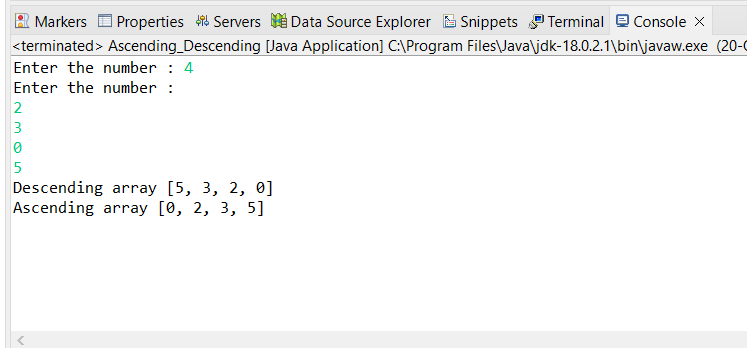 Markers Properties Servers Data Source Explorer Snippets Terminal Console
<terminated> Ascending_Descending [Java Application] C:\Program Files\Java\jdk-18.0.2.1\bin\javaw.exe (20-
Enter the number : 4
Enter the number :
2
3
0
5
Descending array [5, 3, 2, 0]
Ascending array [0, 2, 3, 5]